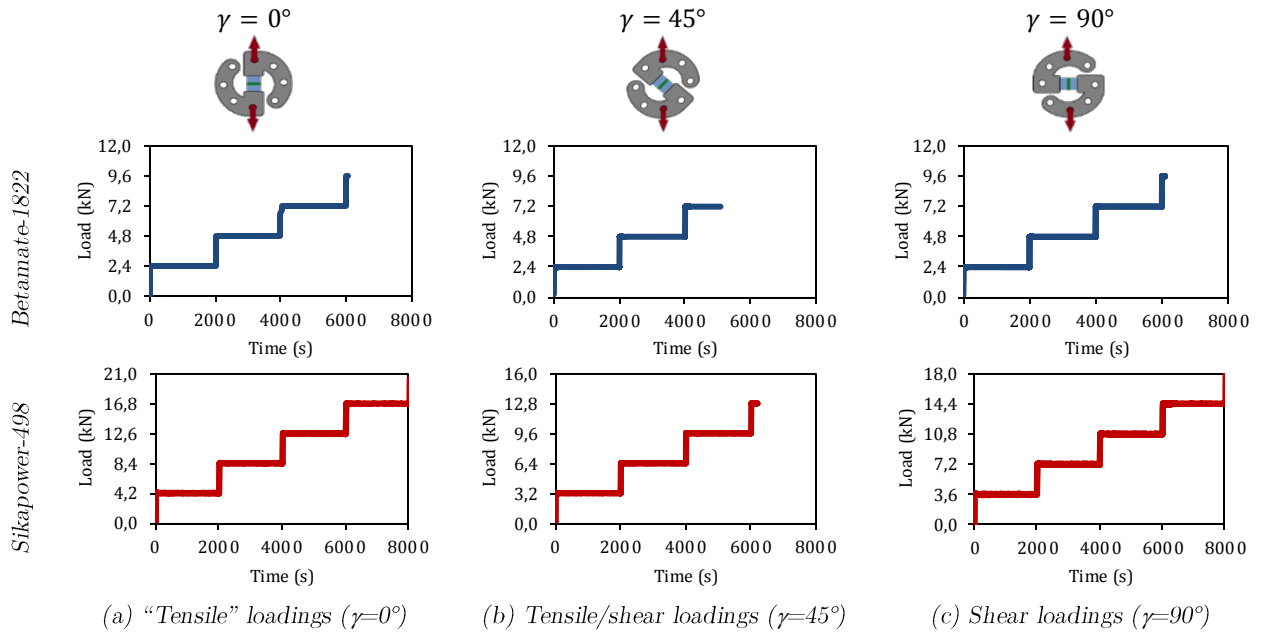 γ = 0°
γ = 45°
γ = 90°
Betamate-1822
Load (kN)
12,0
9,6
7,2
4,8
2,4
0,0
0 2000 4000 6000 8000
Time (s)
Load (kN)
12,0
9,6
7,2
4,8
2,4
0,0
0 2000 4000 6000 8000
Time (s)
Load (kN)
12,0
9,6
7,2
4,8
2,4
0,0
0 2000 4000 6000 8000
Time (s)
Sikapower-498
Load (kN)
21,0
16,8
12,6
8,4
4,2
0,0
0 2000 4000 6000 8000
Time (s)
Load (kN)
16,0
12,8
9,6
6,4
3,2
0,0
0 2000 4000 6000 8000
Time (s)
Load (kN)
18,0
14,4
10,8
7,2
3,6
0,0
0 2000 4000 6000 8000
Time (s)
(a) “Tensile” loadings (γ=0°)
(b) Tensile/shear loadings (γ=45°)
(c) Shear loadings (γ=90°)